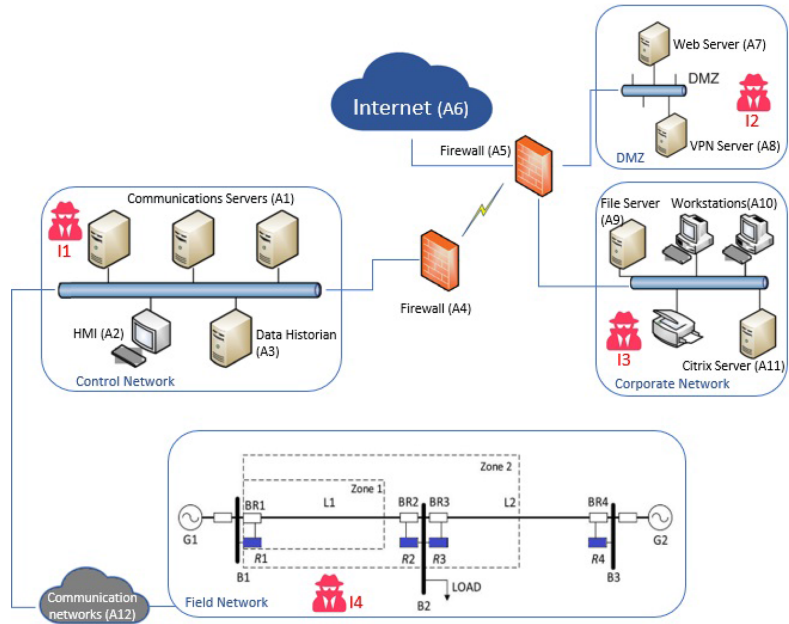 Web Server (A7)
DMZ
I2
VPN Server (A8)
DMZ
Internet (A6)
Firewall (A5)
Communications Servers (A1)
I1
HMI (A2)
Data Historian
(A3)
Control Network
Firewall (A4)
File Server
(A9)
Workstations(A10)
I3
Citrix Server (A11)
Corporate Network
Zone 2
Zone 1
BR1
L1
BR2
BR3
L2
BR4
G1
G2
R1
R2
R3
R4
B1
LOAD
B3
B2
I4
Field Network
Communication
networks (A12)